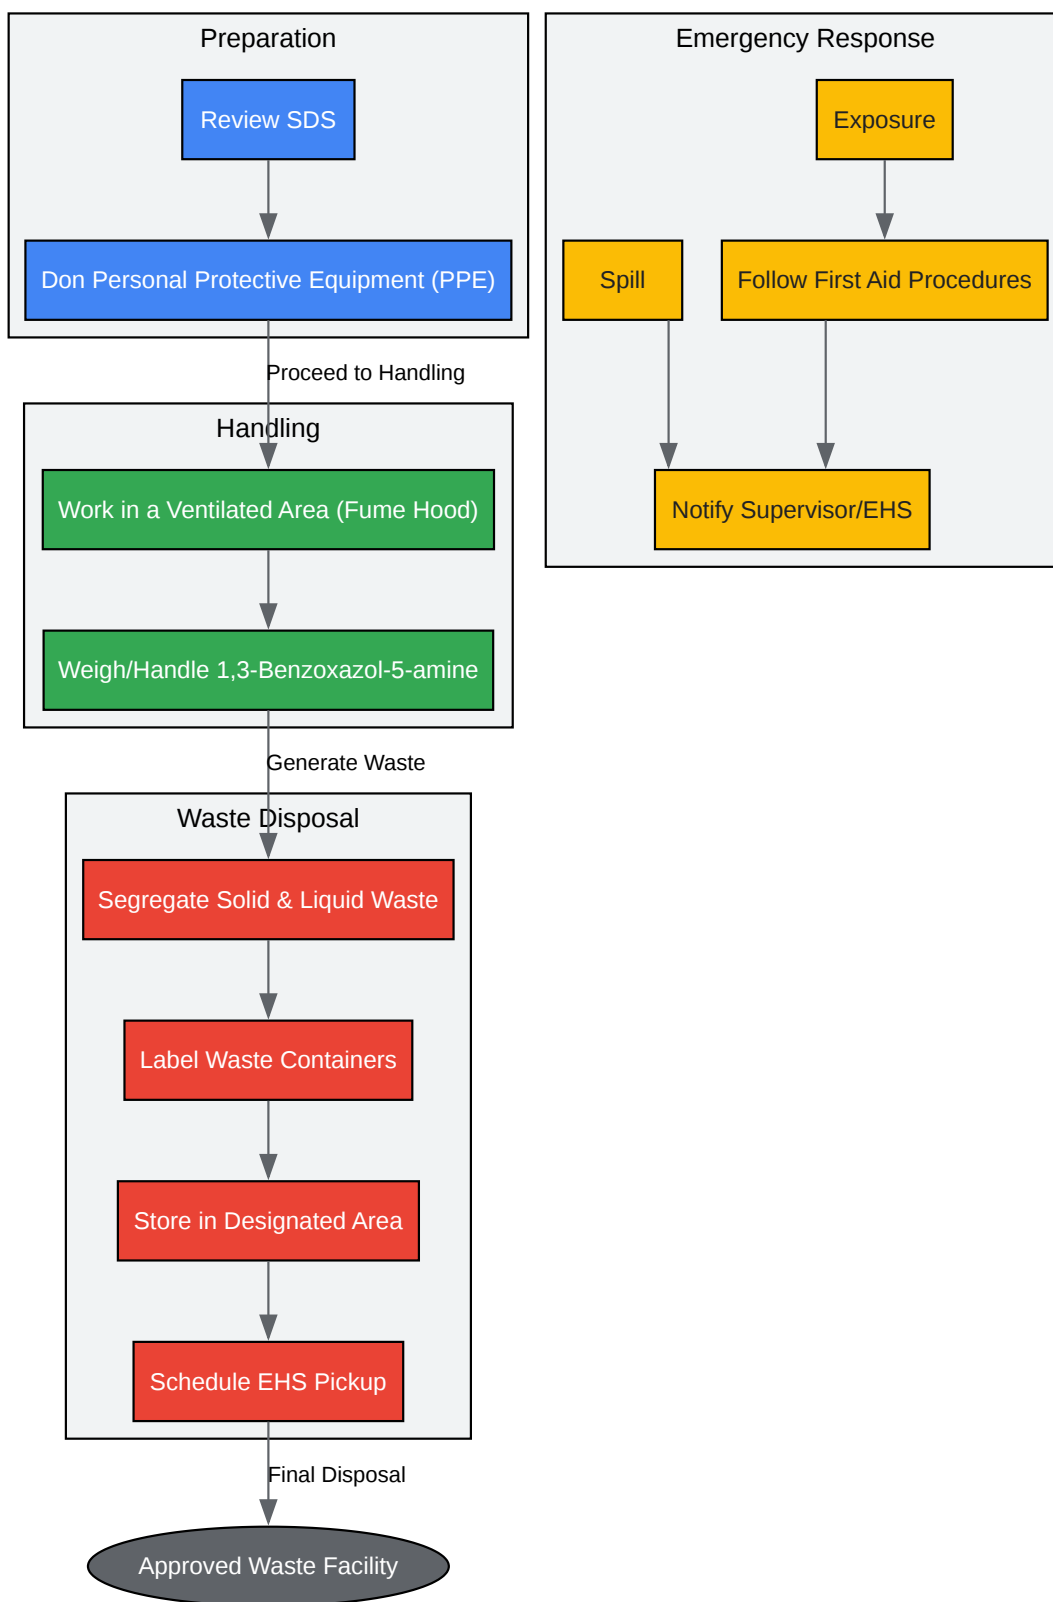 Preparation
Review SDS
Don Personal Protective Equipment (PPE)
Proceed to Handling
Handling
Work in a Ventilated Area (Fume Hood)
Weigh/Handle 1,3-Benzoxazol-5-amine
Generate Waste
Waste Disposal
Segregate Solid & Liquid Waste
Label Waste Containers
Store in Designated Area
Schedule EHS Pickup
Final Disposal
Approved Waste Facility
Emergency Response
Exposure
Spill
Follow First Aid Procedures
Notify Supervisor/EHS